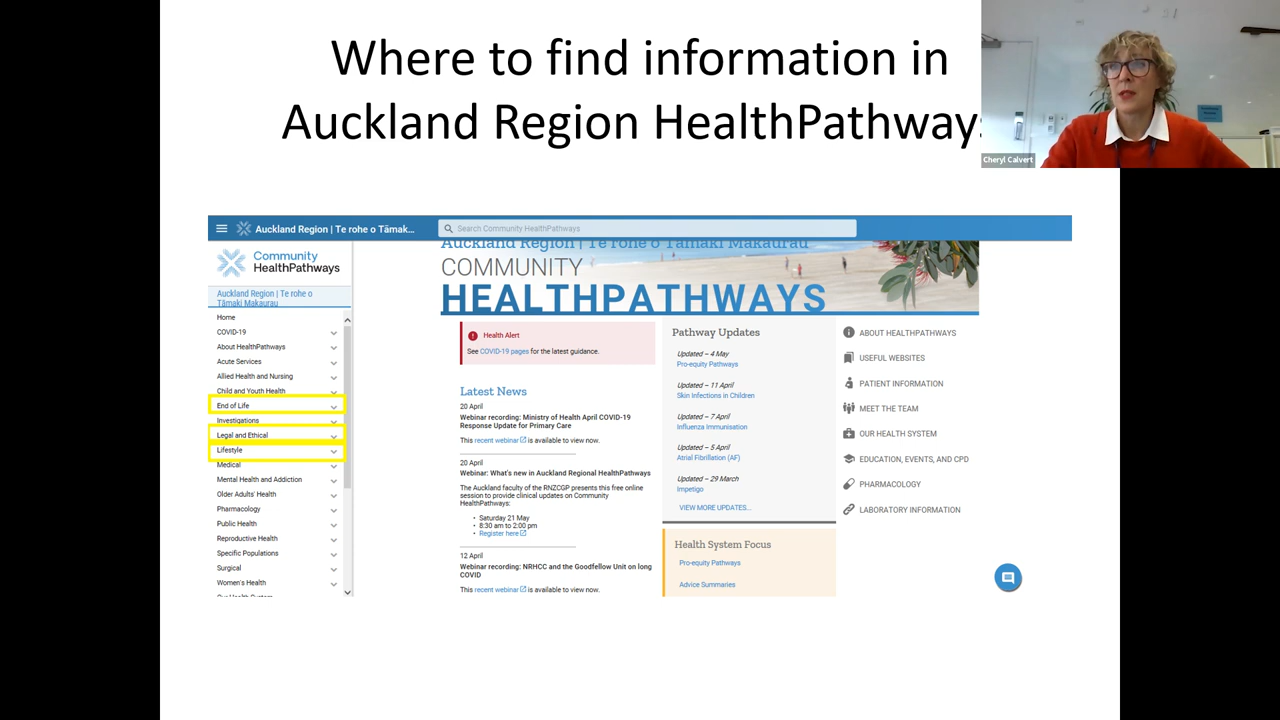 Where to find information in
Auckland Region HealthPathway
Cheryl Calvert
Auckland Region | Te rohe o Tāmak...
Search Community HealthPathways
Community
HealthPathways
Auckland Region | Te rohe o
Tāmaki Makaurau
Home
COVID-19
About HealthPathways
Acute Services
Allied Health and Nursing
Child and Youth Health
End of Life
Investigations
Legal and Ethical
Lifestyle
Medical
Mental Health and Addiction
Older Adults' Health
Pharmacology
Public Health
Reproductive Health
Specific Populations
Surgical
Women's Health
Our Health System
Auckland Region | Te rohe o Tāmaki Makaurau
COMMUNITY
HEALTHPATHWAYS
Health Alert
See COVID-19 pages for the latest guidance.
Latest News
20 April
Webinar recording: Ministry of Health April COVID-19
Response Update for Primary Care
This recent webinar is available to view now.
20 April
Webinar: What's new in Auckland Regional HealthPathways
The Auckland faculty of the RNZCGP presents this free online
session to provide clinical updates on Community
HealthPathways:
• Saturday 21 May
• 8:30 am to 2:00 pm
• Register here
12 April
Webinar recording: NRHCC and the Goodfellow Unit on long
COVID
This recent webinar is available to view now.
Pathway Updates
Updated – 4 May
Pro-equity Pathways
Updated – 11 April
Skin Infections in Children
Updated – 7 April
Influenza Immunisation
Updated – 5 April
Atrial Fibrillation (AF)
Updated – 29 March
Impetigo
VIEW MORE UPDATES...
Health System Focus
Pro-equity Pathways
Advice Summaries
ABOUT HEALTHPATHWAYS
USEFUL WEBSITES
PATIENT INFORMATION
MEET THE TEAM
OUR HEALTH SYSTEM
EDUCATION, EVENTS, AND CPD
PHARMACOLOGY
LABORATORY INFORMATION